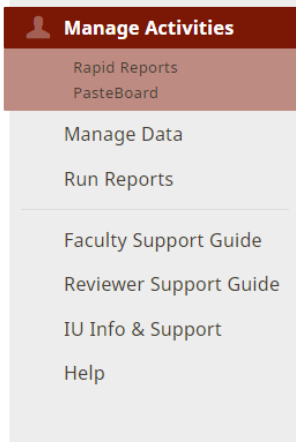 Manage Activities
Rapid Reports
PasteBoard
Manage Data
Run Reports
Faculty Support Guide
Reviewer Support Guide
IU Info & Support
Help